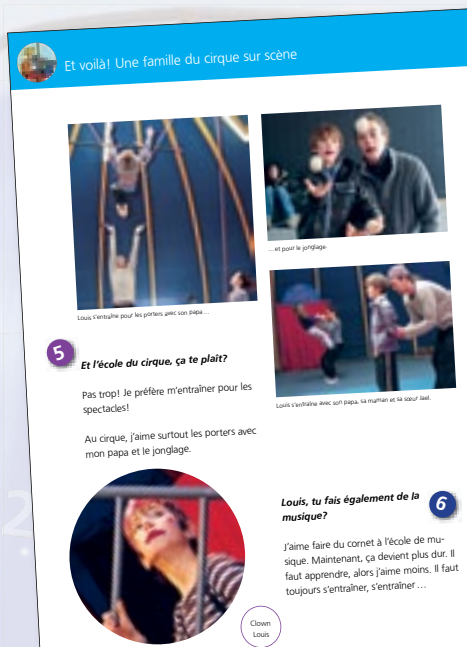 Et voilà! Une famille du cirque sur scène
Louis s'entraîne pour les porters avec son papa ...
... et pour le jonglage.
Louis s'entraîne avec son papa, sa maman et sa sœur Jael.
5
Et l'école du cirque, ça te plaît?
Pas trop! Je préfère m'entraîner pour les
spectacles!
Au cirque, j'aime surtout les porters avec
mon papa et le jonglage.
Clown
Louis
6
Louis, tu fais également de la
musique?
J'aime faire du cornet à l'école de mu-
sique. Maintenant, ça devient plus dur. Il
faut apprendre, alors j'aime moins. Il faut
toujours s'entraîner, s'entraîner ...
2